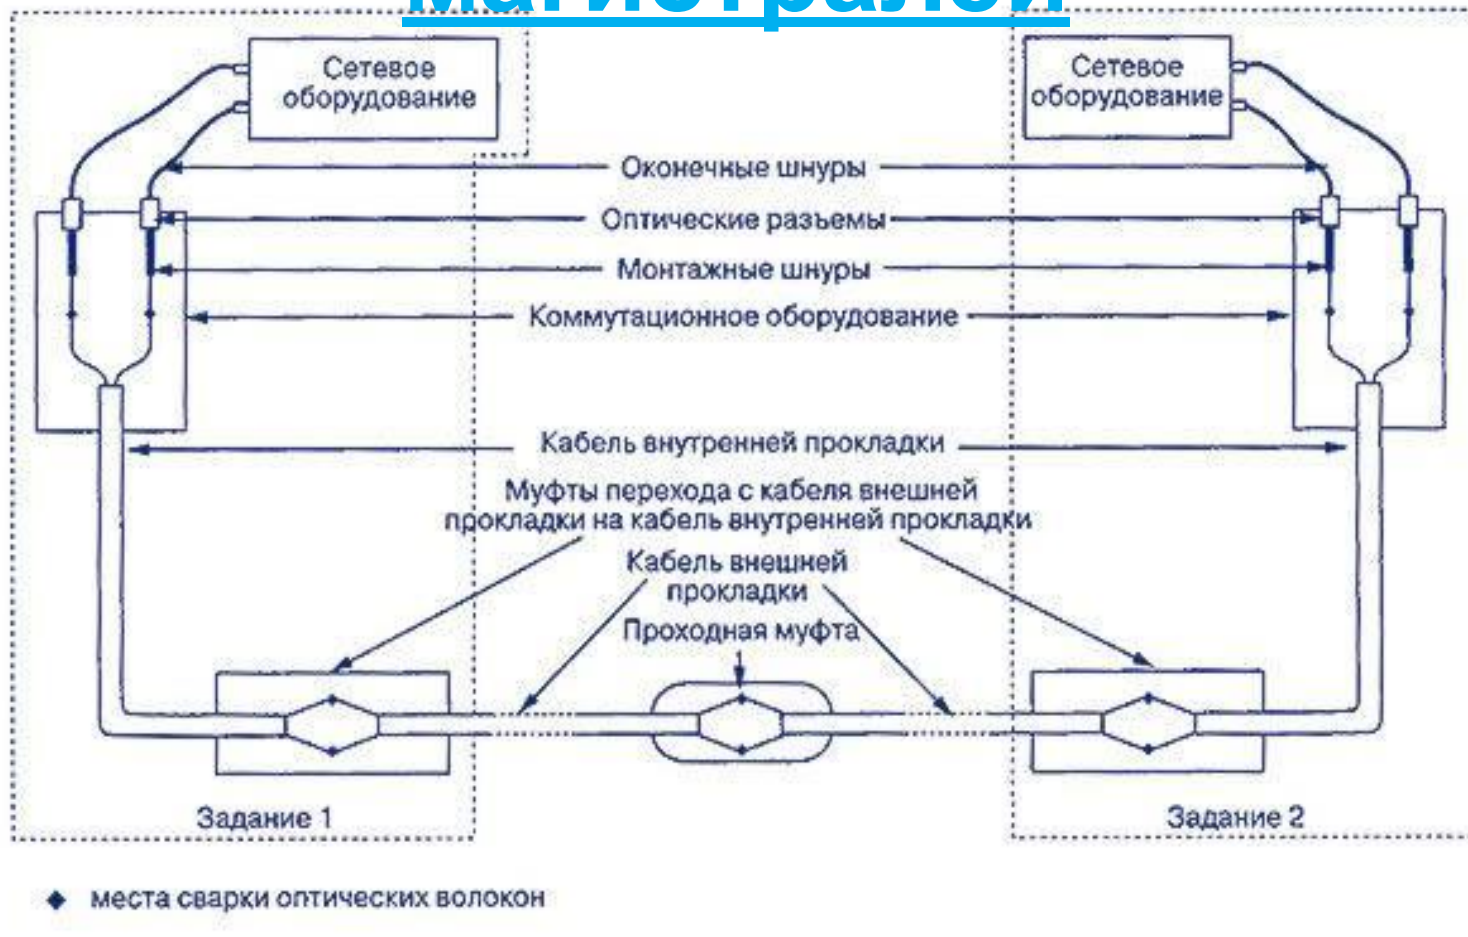 магистралей
Сетевое
оборудование
Сетевое
оборудование
Оконечные шнуры
Оптические разъемы
Монтажные шнуры
Коммутационное оборудование
Кабель внутренней прокладки
Муфты перехода с кабеля внешней
прокладки на кабель внутренней прокладки
Кабель внешней
прокладки
Проходная муфта
Задание 1
Задание 2
места сварки оптических волокон